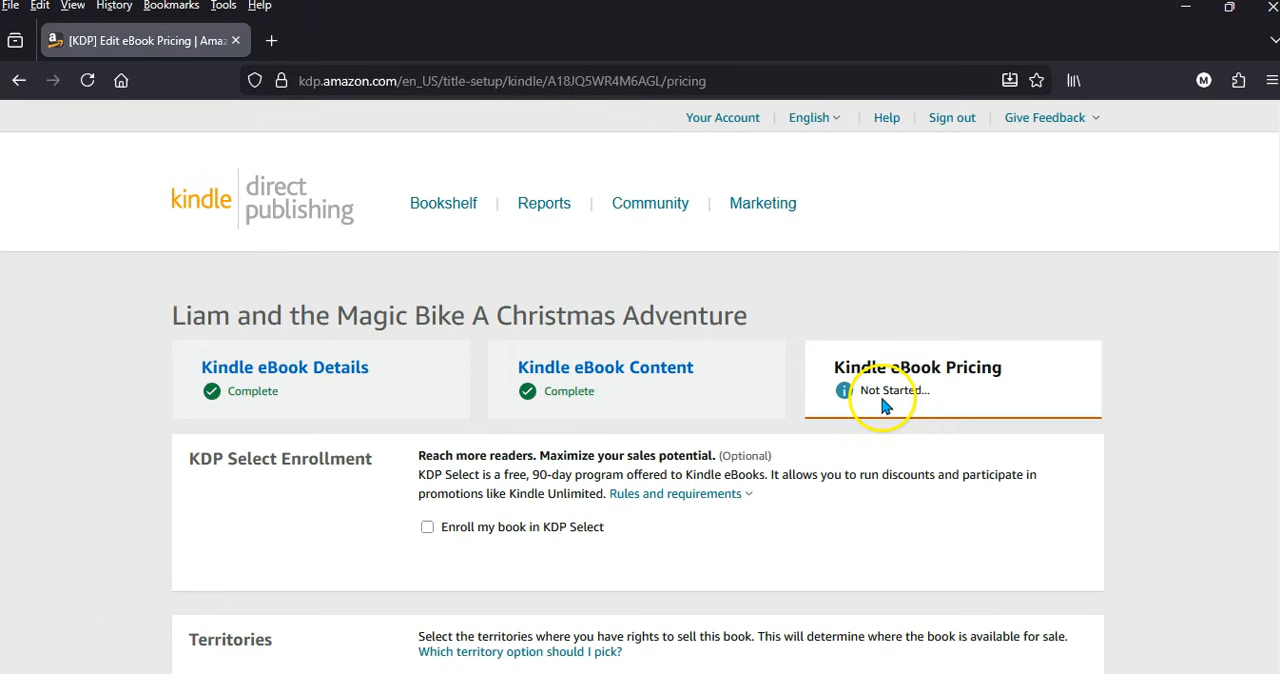 File Edit View History Bookmarks Tools Help
[KDP] Edit eBook Pricing | Ama
kdp.amazon.com/en_US/title-setup/kindle/A18JQ5WR4M6AGL/pricing
M
Your Account | English | Help | Sign out | Give Feedback
kindle direct publishing
Bookshelf | Reports | Community | Marketing
Liam and the Magic Bike A Christmas Adventure
Kindle eBook Details
Complete
Kindle eBook Content
Complete
Kindle eBook Pricing
Not Started...
KDP Select Enrollment
Reach more readers. Maximize your sales potential. (Optional)
KDP Select is a free, 90-day program offered to Kindle eBooks. It allows you to run discounts and participate in
promotions like Kindle Unlimited. Rules and requirements
Enroll my book in KDP Select
Territories
Select the territories where you have rights to sell this book. This will determine where the book is available for sale.
Which territory option should I pick?